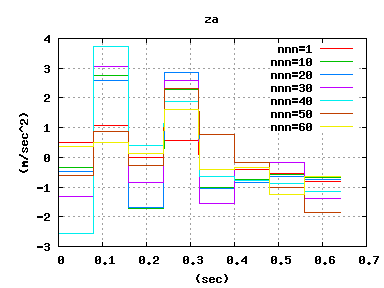 za
4
3
2
1
0
-1
-2
-3
(m/sec^2)
nnn=1
nnn=10
nnn=20
nnn=30
nnn=40
nnn=50
nnn=60
0 0.1 0.2 0.3 0.4 0.5 0.6 0.7
(sec)